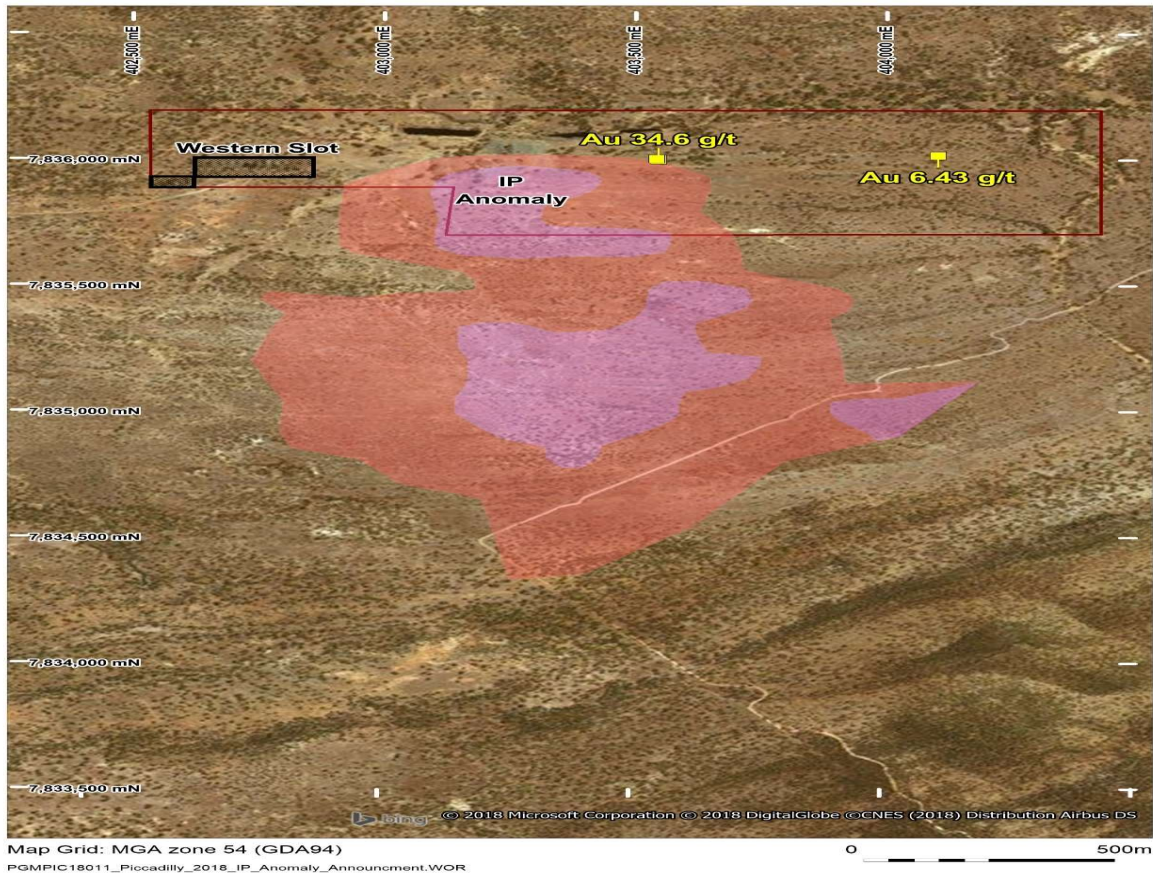 402,500 mE
403,000 mE
403,500 mE
404,000 mE
Au 34.6 g/t
Western Slot
7,836,000 mN
Au 6.43 g/t
IP
Anomaly
7,835,500 mN
7,835,000 mN
7,834,500 mN
7,834,000 mN
7,833,500 mN
bing
© 2018 Microsoft Corporation © 2018 DigitalGlobe ©CNES (2018) Distribution Airbus DS
Map Grid: MGA zone 54 (GDA94)
0 500m
PGMPIC18011_Piccadilly_2018_IP_Anomaly_Announcment.WOR